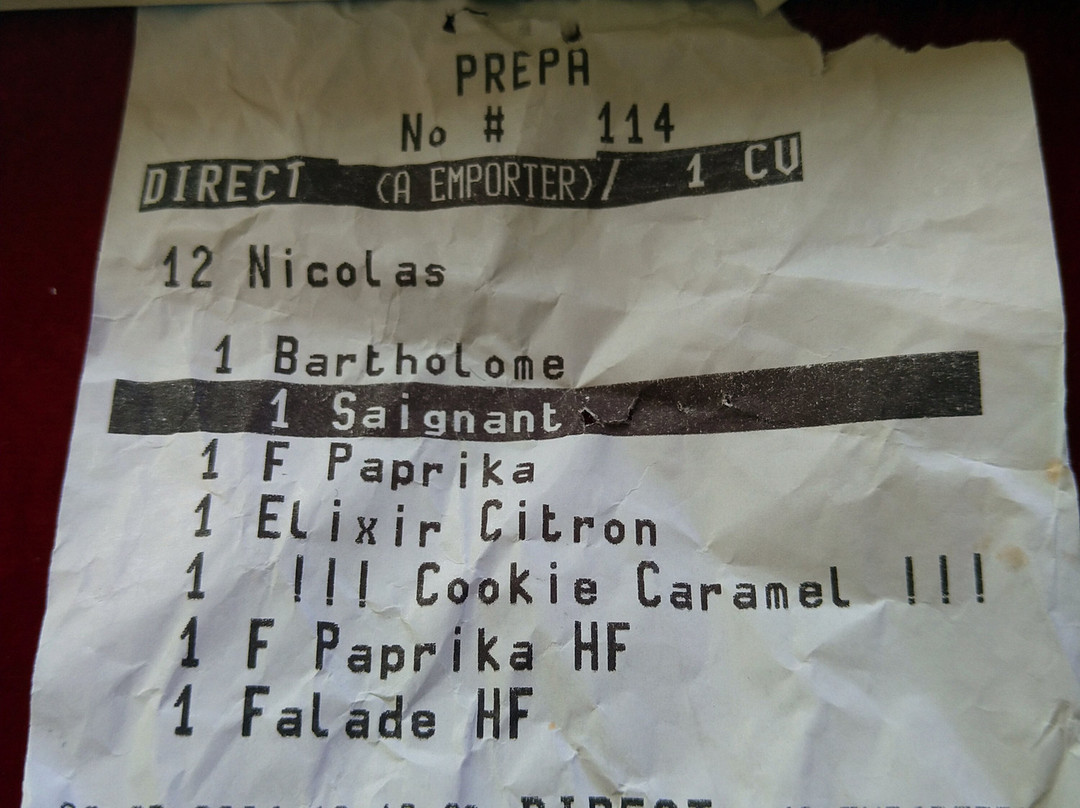 PREPA
No # 114
DIRECT (A EMPORTER)/ 1 CV
12 Nicolas
1 Bartholome
1 Saignant
1 F Paprika
1 Elixir Citron
1 !!! Cookie Caramel !!!
1 F Paprika HF
1 Falade HF
DIRECT